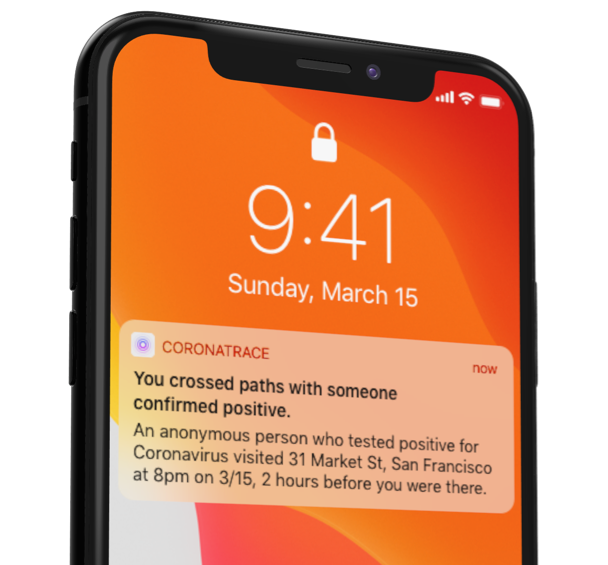 9:41
Sunday, March 15
CORONATRACE
now
You crossed paths with someone
confirmed positive.
An anonymous person who tested positive for
Coronavirus visited 31 Market St, San Francisco
at 8pm on 3/15, 2 hours before you were there.